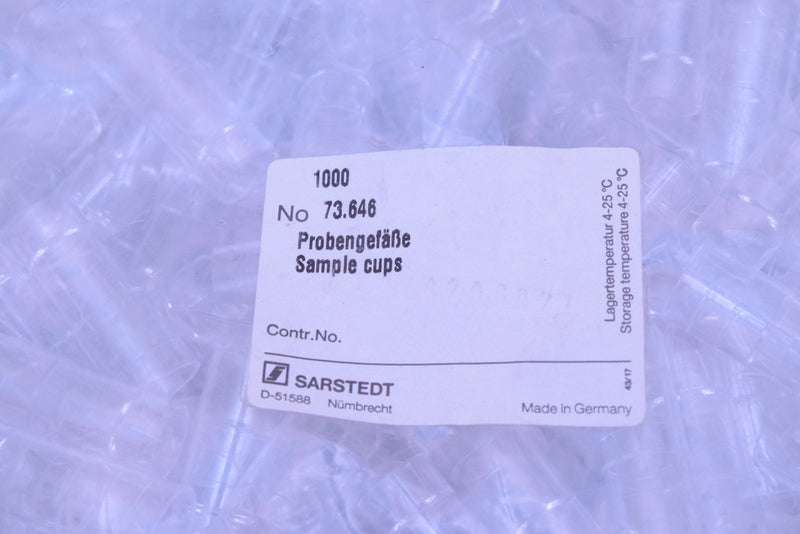 1000
No 73.646
Probengefäße
Sample cups
Contr.No.
SARSTEDT
D-51588 Nümbrecht
Made in Germany
43/17
Lagertemperatur 4-25 °C
Storage temperature 4-25 °C